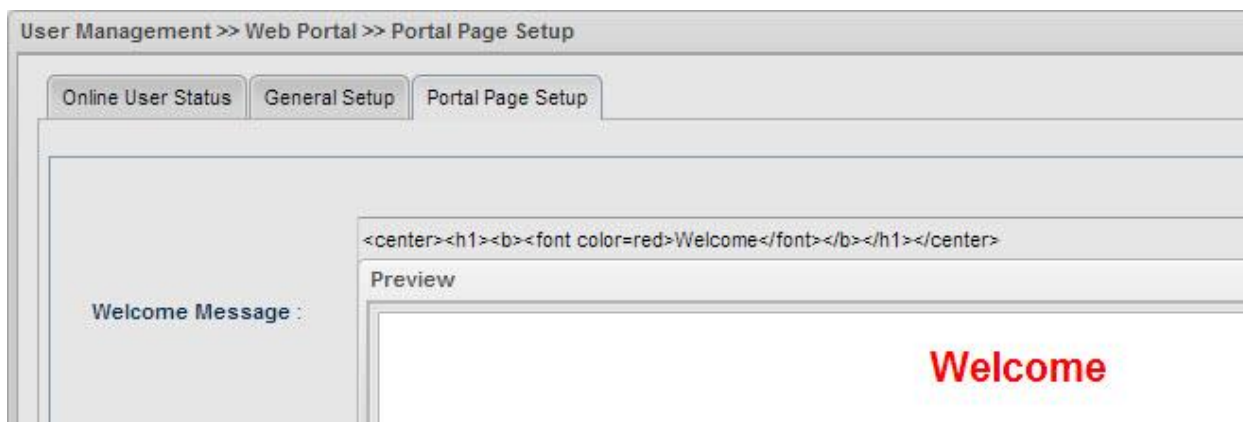 User Management >> Web Portal >> Portal Page Setup
Online User Status General Setup Portal Page Setup
<center><h1><b><font color=red>Welcome</font></b></h1></center>
Preview
Welcome Message :
Welcome